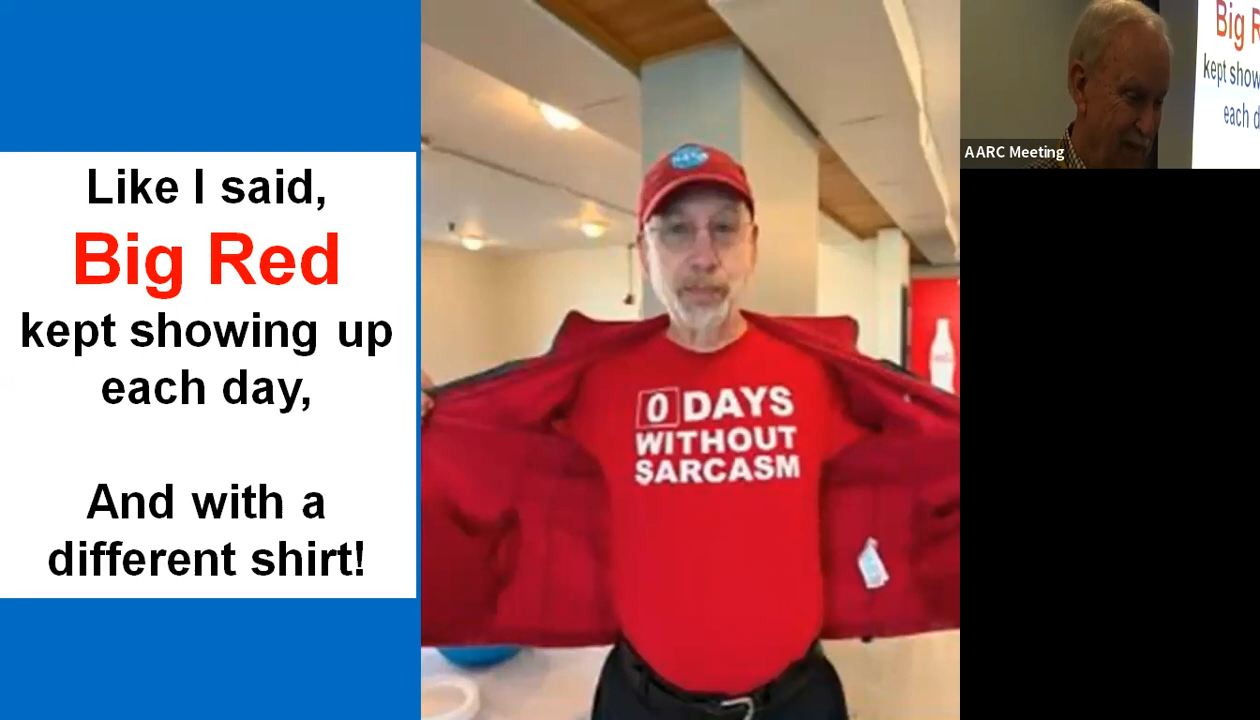 Like I said,
Big Red
kept showing up
each day,
And with a
different shirt!
NASA
0 DAYS
WITHOUT
SARCASM
AARC Meeting
Big R
kept show
each d